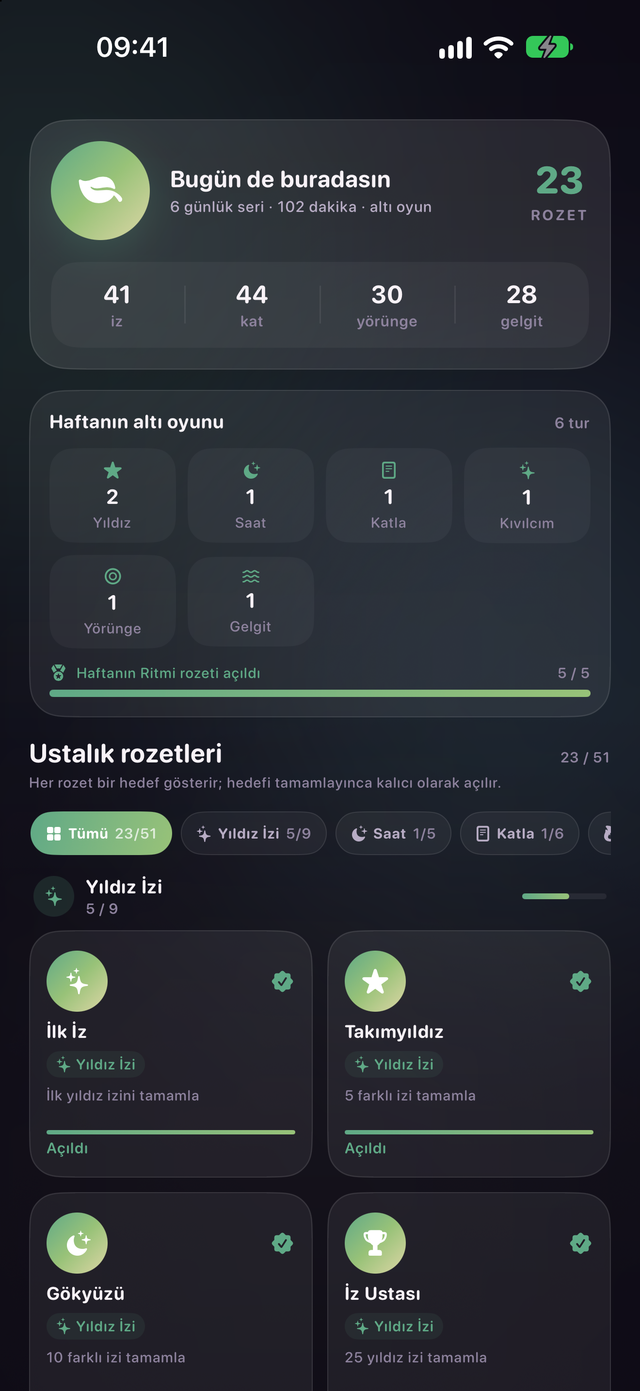 09:41
Bugün de buradasın
6 günlük seri · 102 dakika · altı oyun
23
ROZET
41
iz
44
kat
30
yörünge
28
gelgit
Haftanın altı oyunu
6 tur
2
Yıldız
1
Saat
1
Katla
1
Kıvılcım
1
Yörünge
1
Gelgit
Haftanın Ritmi rozeti açıldı
5 / 5
Ustalık rozetleri
23 / 51
Her rozet bir hedef gösterir; hedefi tamamlayınca kalıcı olarak açılır.
Tümü 23/51
Yıldız İzi 5/9
Saat 1/5
Katla 1/6
Yıldız İzi
5 / 9
İlk İz
Yıldız İzi
İlk yıldız izini tamamla
Açıldı
Takımyıldız
Yıldız İzi
5 farklı izi tamamla
Açıldı
Gökyüzü
Yıldız İzi
10 farklı izi tamamla
İz Ustası
Yıldız İzi
25 yıldız izi tamamla